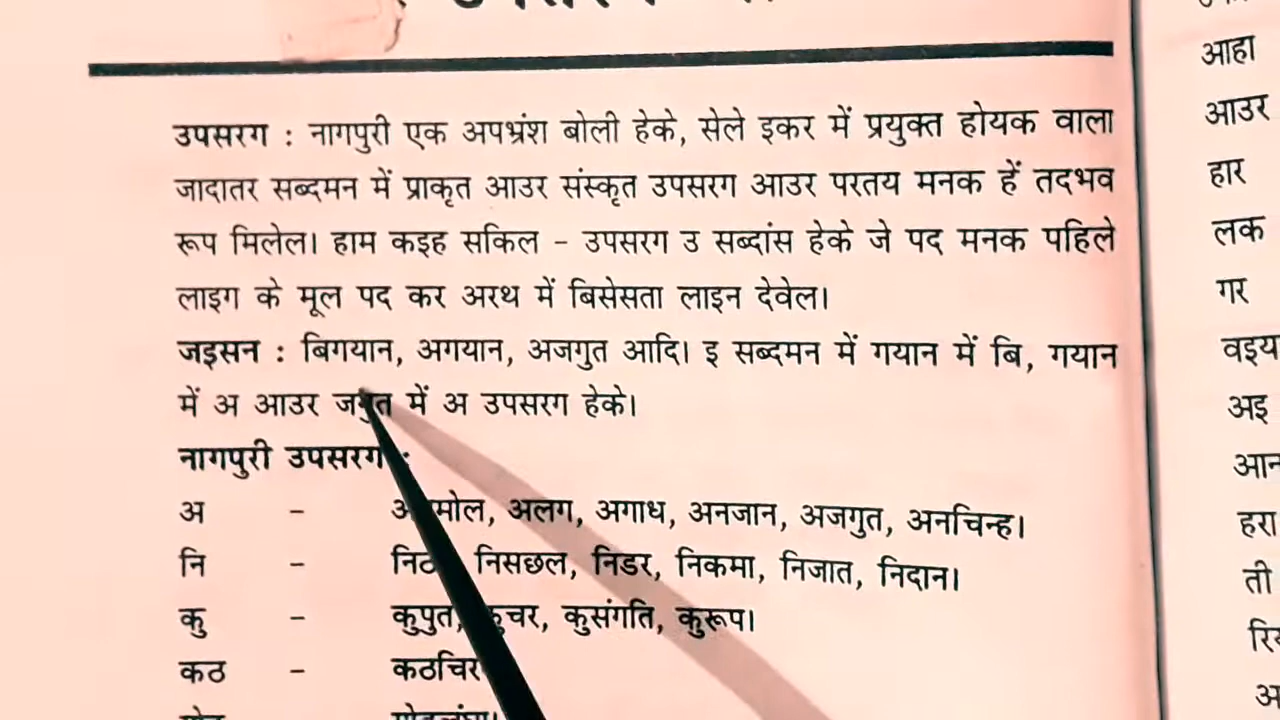 उपसरग : नागपुरी एक अपभ्रंश बोली हेके, सेले इकर में प्रयुक्त होयक वाला
जादातर सब्दमन में प्राकृत आउर संस्कृत उपसरग आउर परतय मनक हें तदभव
रूप मिलेल। हाम कइह सकिल - उपसरग उ सब्दांस हेके जे पद मनक पहिले
लाइग के मूल पद कर अरथ में बिसेसता लाइन देवेल।
जइसन : बिगयान, अगयान, अजगुत आदि। इ सब्दमन में गयान में बि, गयान
में अ आउर जगुत में अ उपसरग हेके।
नागपुरी उपसरग :
अ - अलग, अगाध, अनजान, अजगुत, अनचिन्ह।
नि - निसछल, निडर, निकमा, निजात, निदान।
कु - कुपुत, कुसंगति, कुरूप।
कठ -
आहा
आउर
हार
लक
गर
अइ
ती